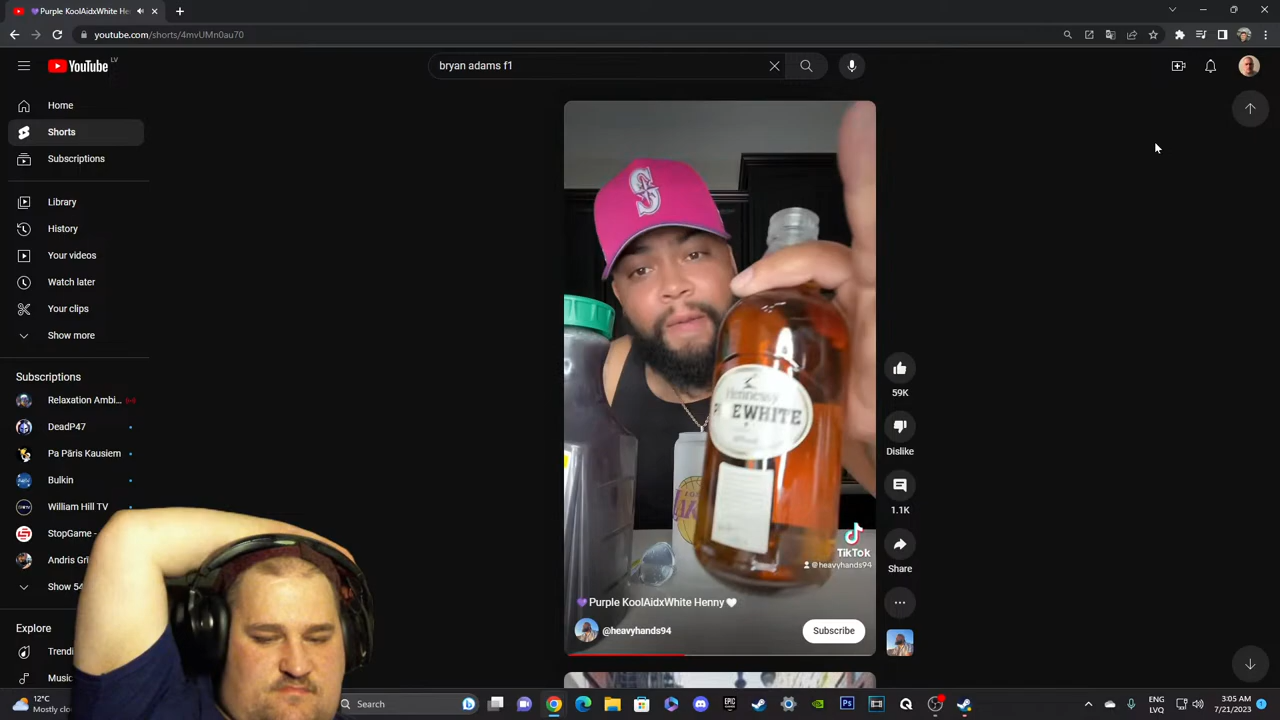 Purple KoolAidxWhite He
youtube.com/shorts/4mvUMn0au70
YouTube LV
bryan adams f1
Home
Shorts
Subscriptions
Library
History
Your videos
Watch later
Your clips
Show more
Subscriptions
Relaxation Ambi...
DeadP47
Pa Pāris Kausiem
Bulkin
William Hill TV
StopGame -
Andris Gri
Show 54
Explore
Trendi
Music
S
Hennessy
PUREWHITE
TikTok
@heavyhands94
💜Purple KoolAidxWhite Henny🤍
@heavyhands94
Subscribe
59K
Dislike
1.1K
Share
12°C
Mostly clo
Search
ENG
LVQ
3:05 AM
7/21/2023